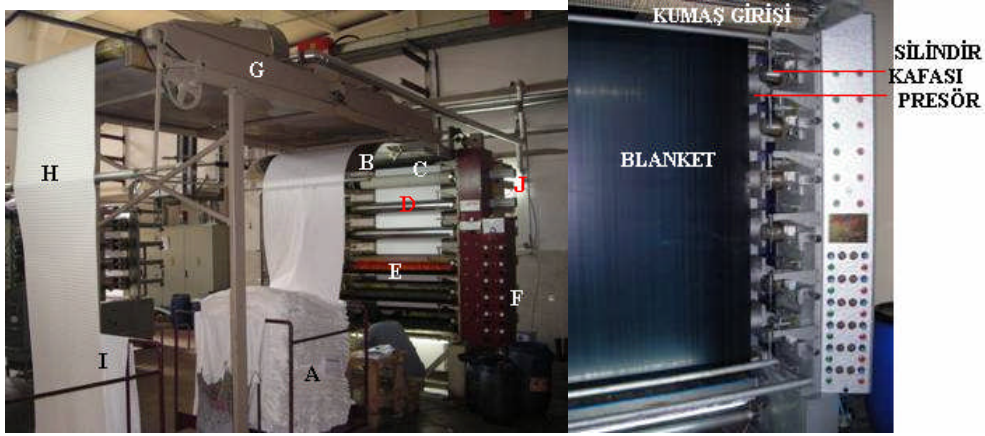 G
H
B
C
D
J
E
F
I
A
KUMAŞ GİRİŞİ
SİLİNDİR
KAFASI
PRESÖR
BLANKET